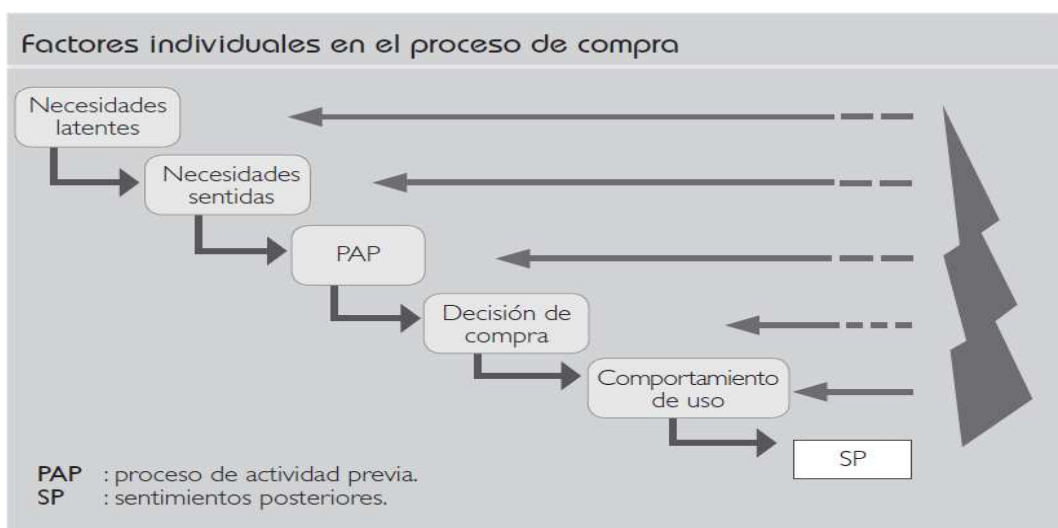 Factores individuales en el proceso de compra
Necesidades
latentes
Necesidades
sentidas
PAP
Decisión de
compra
Comportamiento
de uso
SP
PAP : proceso de actividad previa.
SP : sentimientos posteriores.